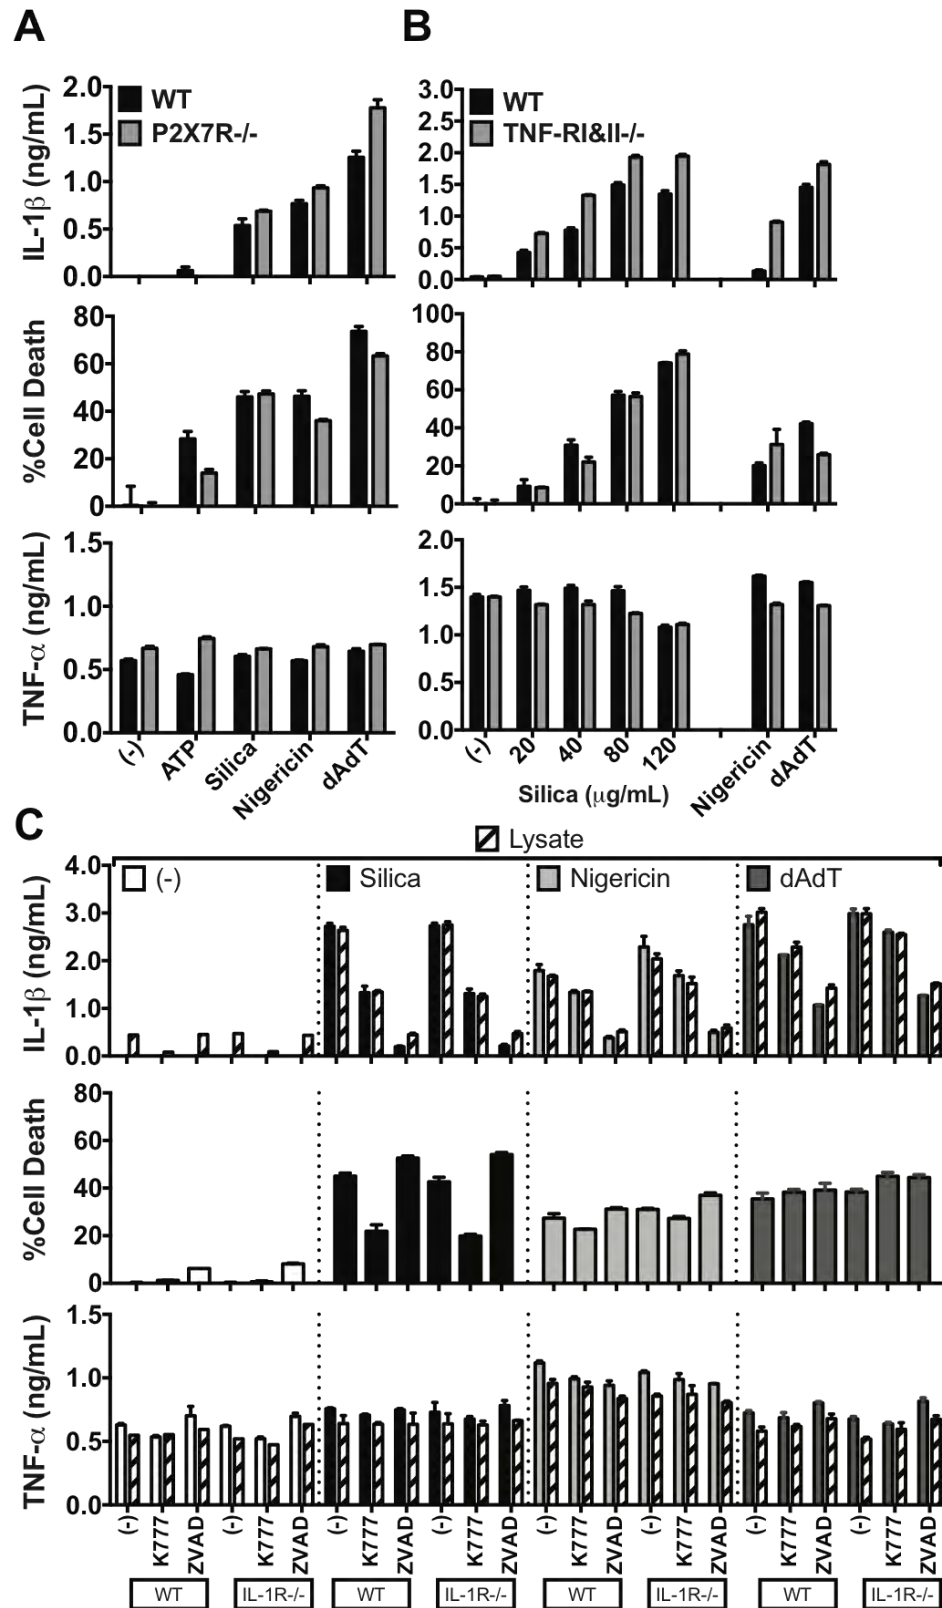 A
IL-1β (ng/mL)
2.0
1.5
1.0
0.5
0.0
WT
P2X7R-/-
%Cell Death
80
60
40
20
0
TNF-α (ng/mL)
1.5
1.0
0.5
0.0
(-)
ATP
Silica
Nigericin
dAdT
B
3.0
2.5
2.0
1.5
1.0
0.5
0.0
WT
TNF-RI&II-/-
100
80
60
40
20
0
2.0
1.5
1.0
0.5
0.0
(-)
20
40
80
120
Nigericin
dAdT
Silica (μg/mL)
C
Lysate
IL-1β (ng/mL)
4.0
3.0
2.0
1.0
0.0
(-)
Silica
Nigericin
dAdT
%Cell Death
80
60
40
20
0
TNF-α (ng/mL)
1.5
1.0
0.5
0.0
(-)
K777
ZVAD
(-)
K777
ZVAD
(-)
K777
ZVAD
(-)
K777
ZVAD
(-)
K777
ZVAD
(-)
K777
ZVAD
(-)
K777
ZVAD
(-)
K777
ZVAD
WT
IL-1R-/-
WT
IL-1R-/-
WT
IL-1R-/-
WT
IL-1R-/-